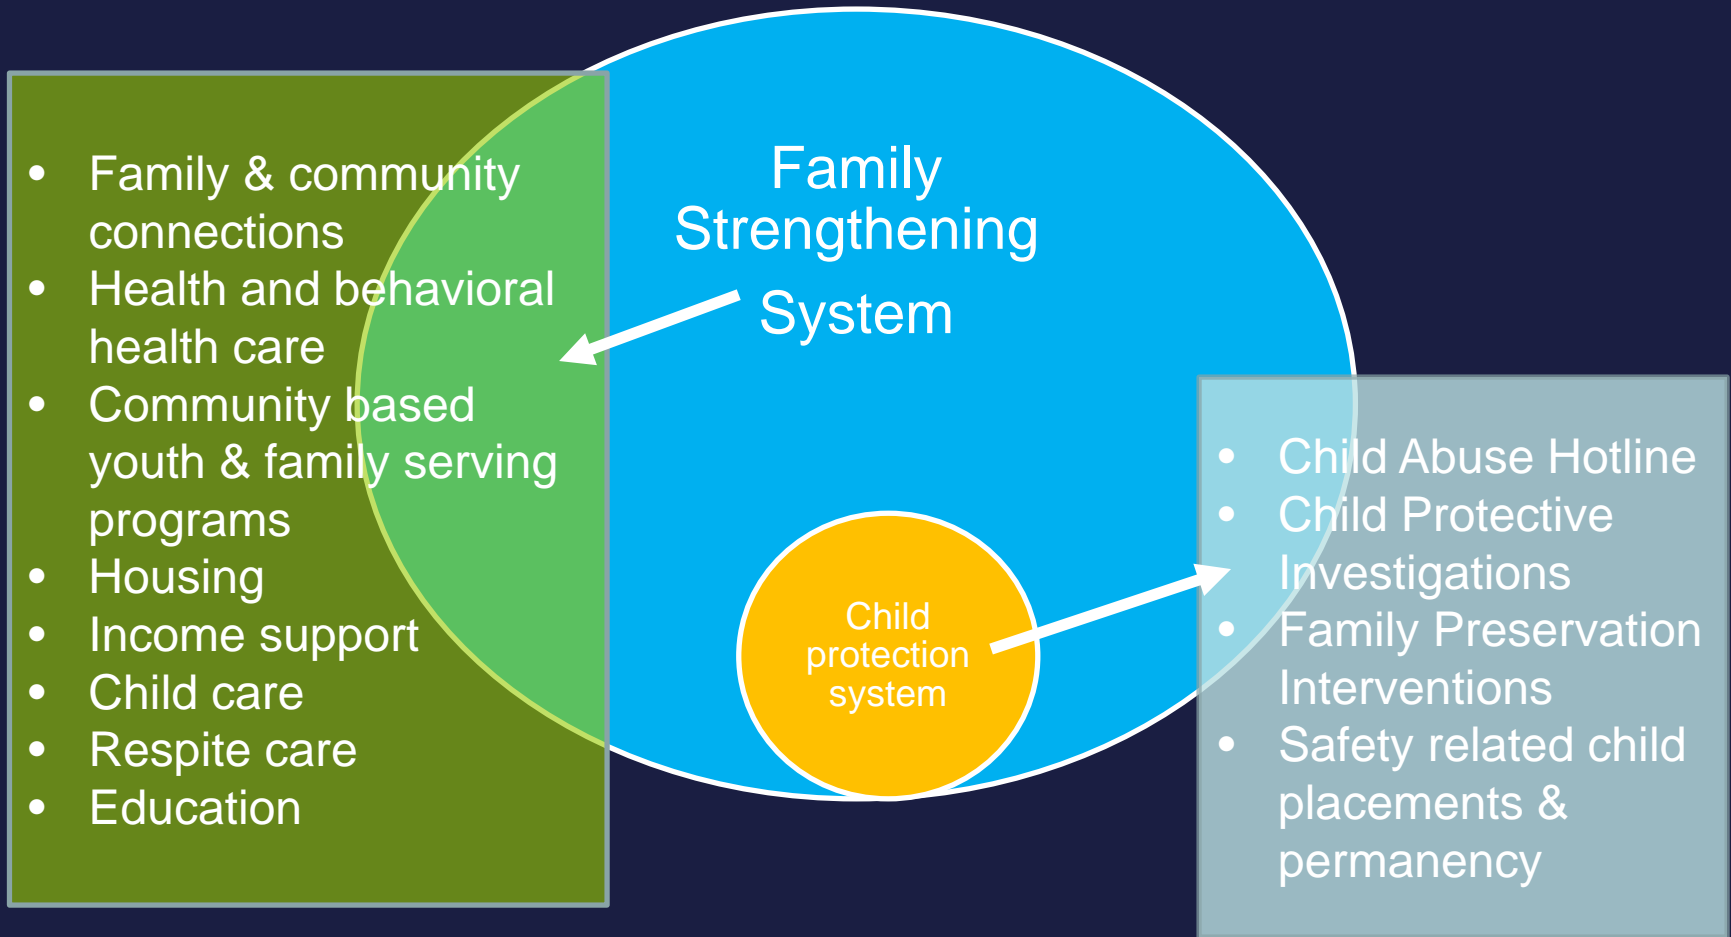 • Family & community
connections
• Health and behavioral
health care
• Community based
youth & family serving
programs
• Housing
• Income support
• Child care
• Respite care
• Education
Family
Strengthening
System
Child
protection
system
• Child Abuse Hotline
• Child Protective
Investigations
• Family Preservation
Interventions
• Safety related child
placements &
permanency